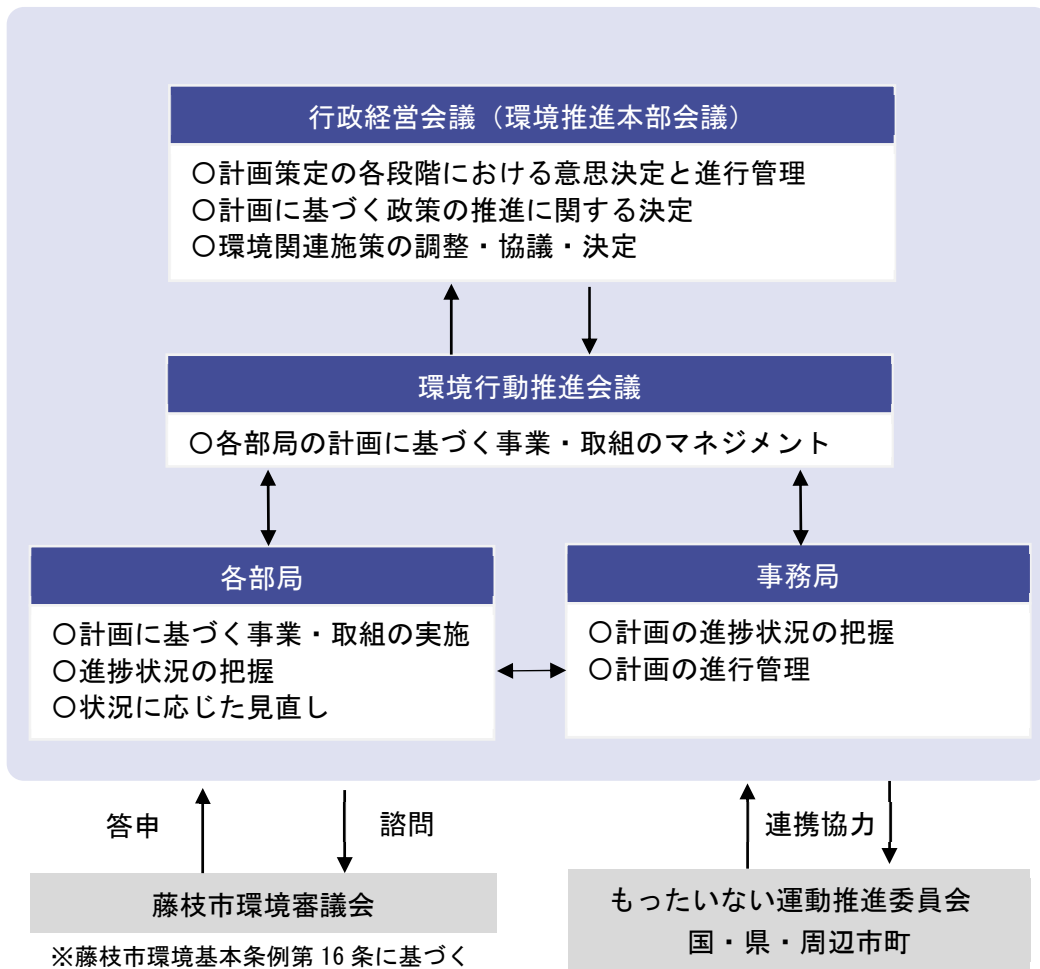 行政経営会議（環境推進本部会議）
〇計画策定の各段階における意思決定と進行管理
〇計画に基づく政策の推進に関する決定
〇環境関連施策の調整・協議・決定
環境行動推進会議
〇各部局の計画に基づく事業・取組のマネジメント
各部局
〇計画に基づく事業・取組の実施
〇進捗状況の把握
〇状況に応じた見直し
事務局
〇計画の進捗状況の把握
〇計画の進行管理
答申
諮問
連携協力
藤枝市環境審議会
※藤枝市環境基本条例第 16 条に基づく
もったいない運動推進委員会
国・県・周辺市町